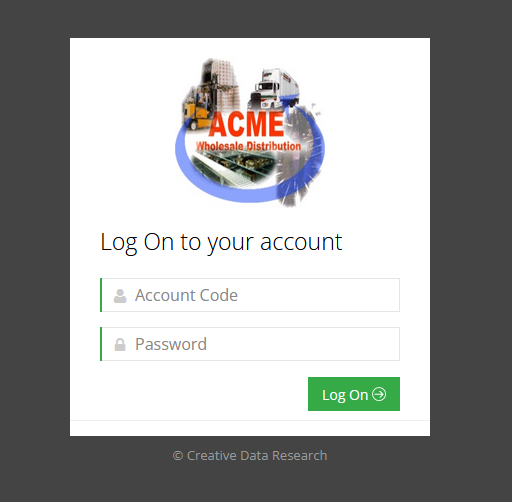 ACME
Wholesale Distribution
Log On to your account
Account Code
Password
Log On
© Creative Data Research